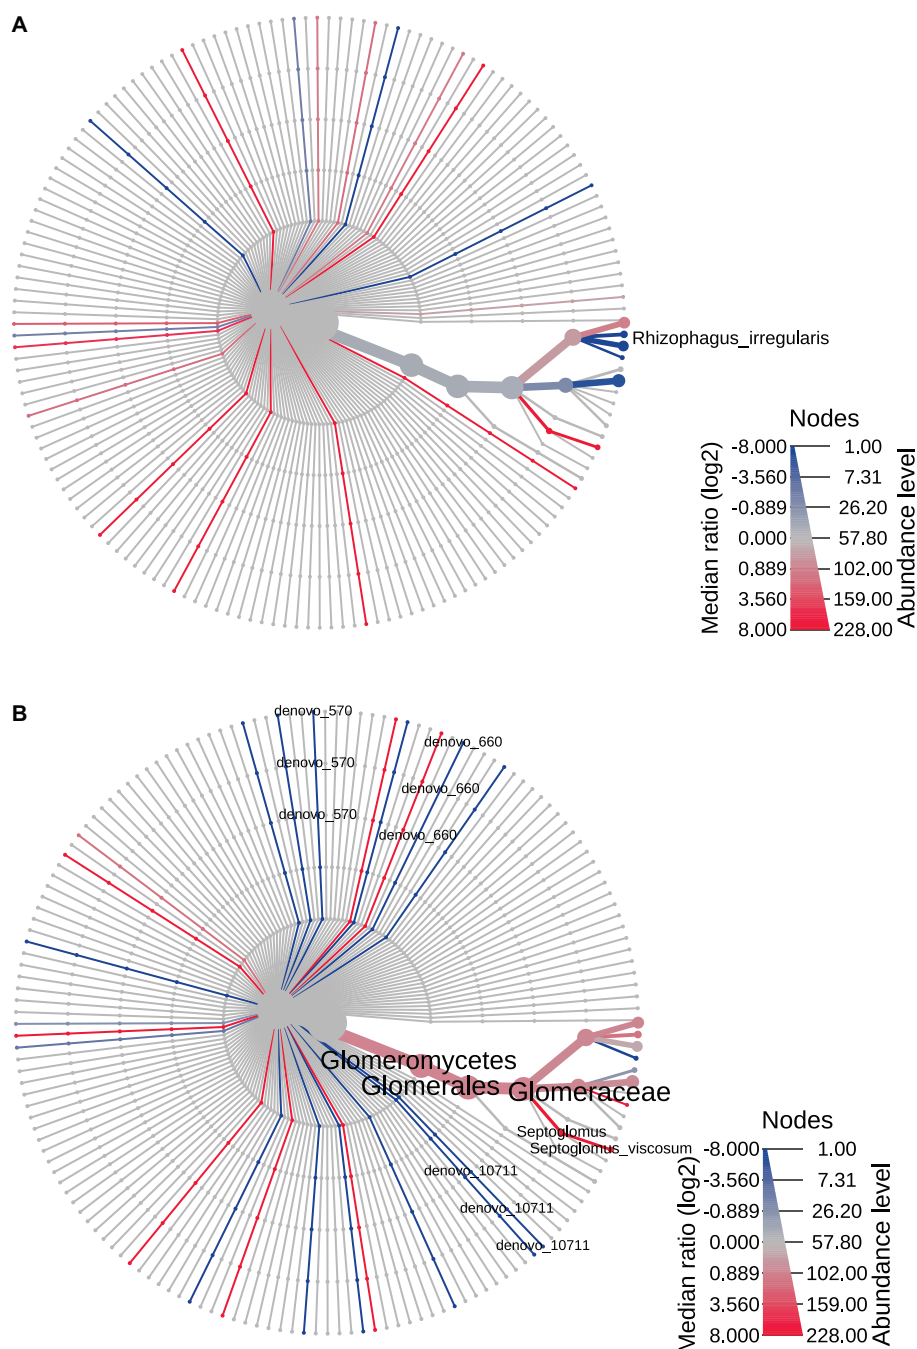 A
Rhizophagus_irregularis
Nodes
Median ratio (log2)
Abundance level
-8.000 1.00
-3.560 7.31
-0.889 26.20
0.000 57.80
0.889 102.00
3.560 159.00
8.000 228.00
B
denovo_570
denovo_660
denovo_570
denovo_660
denovo_570
denovo_660
Glomeromycetes
Glomerales
Glomeraceae
Septoglomus
Septoglomus_viscosum
denovo_10711
denovo_10711
denovo_10711
Nodes
Median ratio (log2)
Abundance level
-8.000 1.00
-3.560 7.31
-0.889 26.20
0.000 57.80
0.889 102.00
3.560 159.00
8.000 228.00